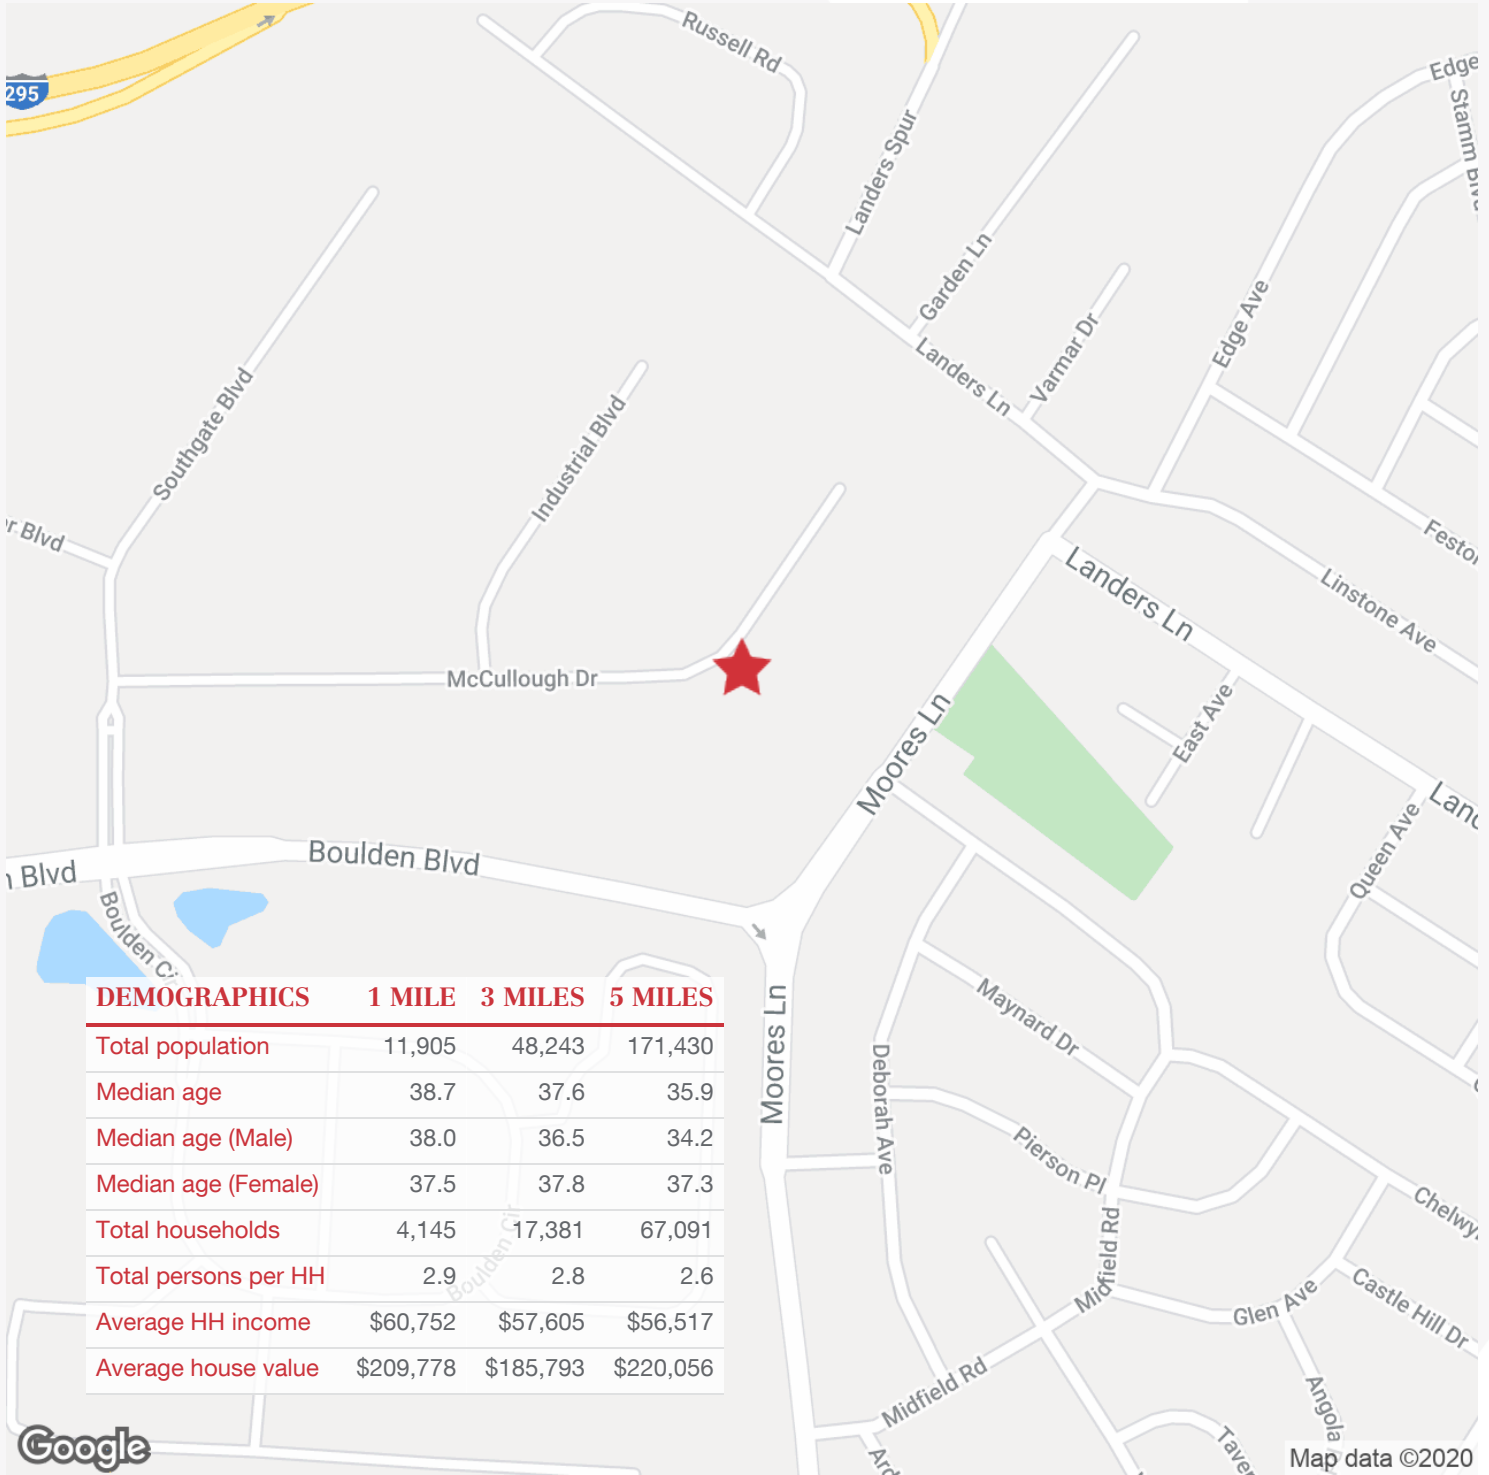 Russell Rd
Edge
295
Stamm Blvd
Landers Spur
Garden Ln
Edge Ave
Varmar Dr
Landers Ln
Southgate Blvd
Industrial Blvd
r Blvd
Landers Ln
Linstone Ave
McCullough Dr
East Ave
Moores Ln
Queen Ave
Boulden Blvd
Blvd
Boulden Cir
Moores Ln
Maynard Dr
Deborah Ave
Pierson Pl
Midfield Rd
Midfield Rd
Glen Ave
Castle Hill Dr
Angola
DEMOGRAPHICS 1 MILE 3 MILES 5 MILES
Total population 11,905 48,243 171,430
Median age 38.7 37.6 35.9
Median age (Male) 38.0 36.5 34.2
Median age (Female) 37.5 37.8 37.3
Total households 4,145 17,381 67,091
Total persons per HH 2.9 2.8 2.6
Boulden Cir
Average HH income $60,752 $57,605 $56,517
Average house value $209,778 $185,793 $220,056
Google
Map data ©2020